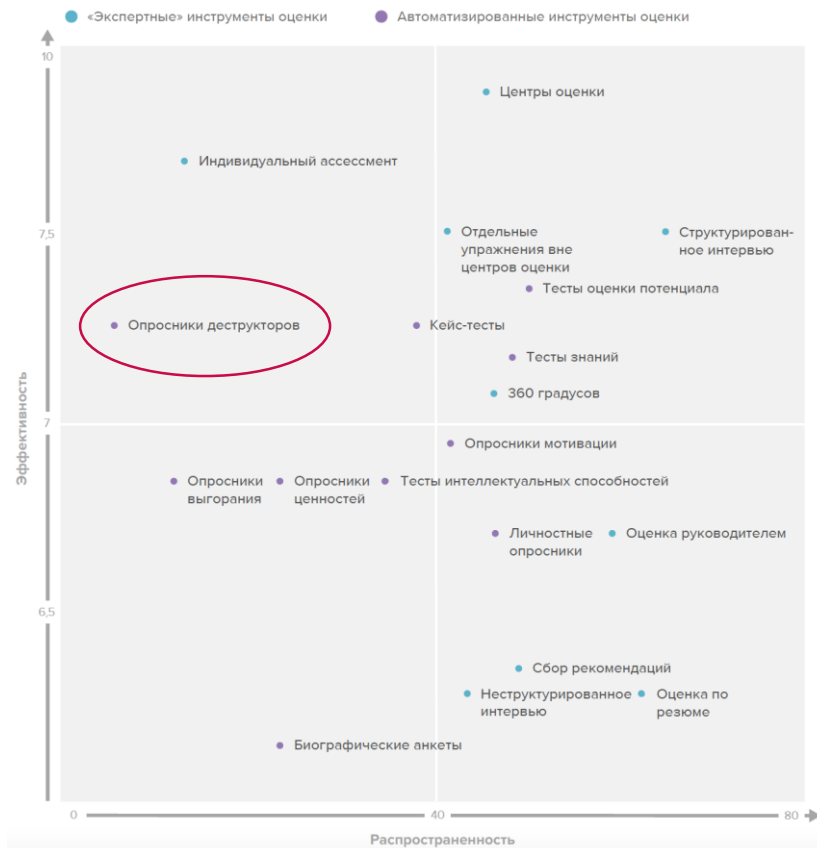 «Экспертные» инструменты оценки
Автоматизированные инструменты оценки
10
Центры оценки
Индивидуальный ассессмент
7,5
Отдельные
упражнения вне
центров оценки
Структурирован-
ное интервью
Тесты оценки потенциала
Опросники деструкторов
Кейс-тесты
Тесты знаний
360 градусов
Эффективность
7
Опросники мотивации
Опросники
выгорания
Опросники
ценностей
Тесты интеллектуальных способностей
Личностные
опросники
Оценка руководителем
6,5
Сбор рекомендаций
Неструктурированное
интервью
Оценка по
резюме
Биографические анкеты
0
40
80
Распространенность